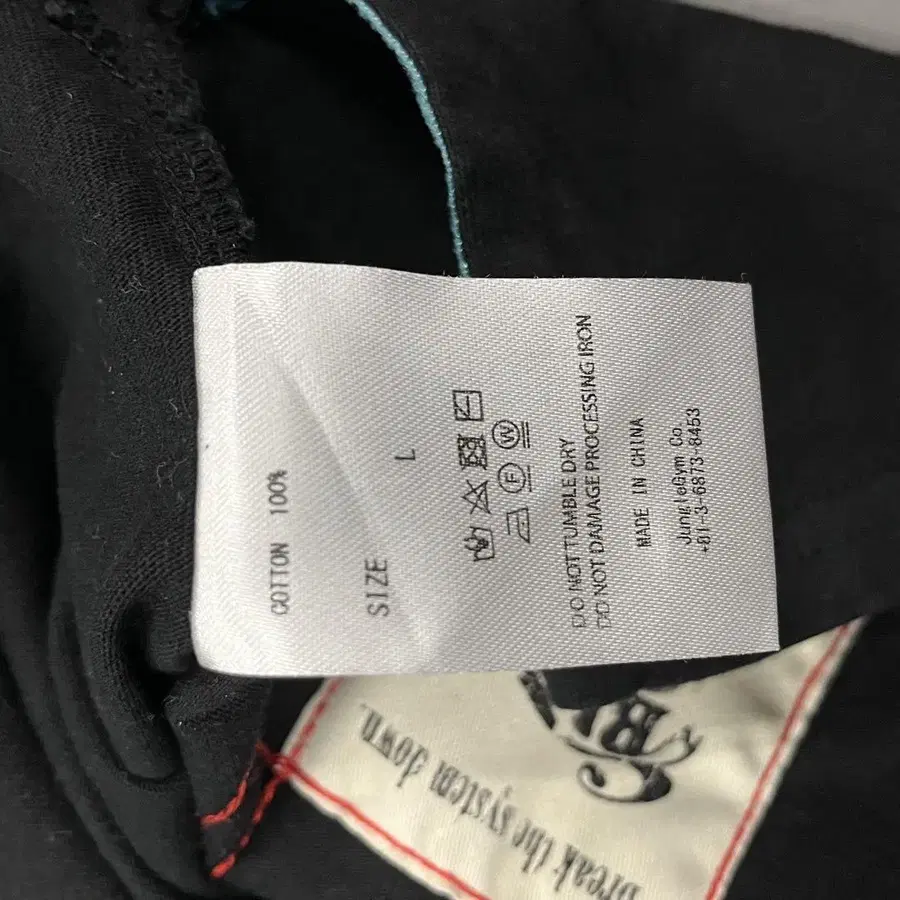 COTTON 100%
SIZE
L
F
W
DO NOT TUMBLE DRY
DO NOT DAMAGE PROCESSING IRON
MADE IN CHINA
JungleGym Co.
+81-3-6873-8453
Break the system down.